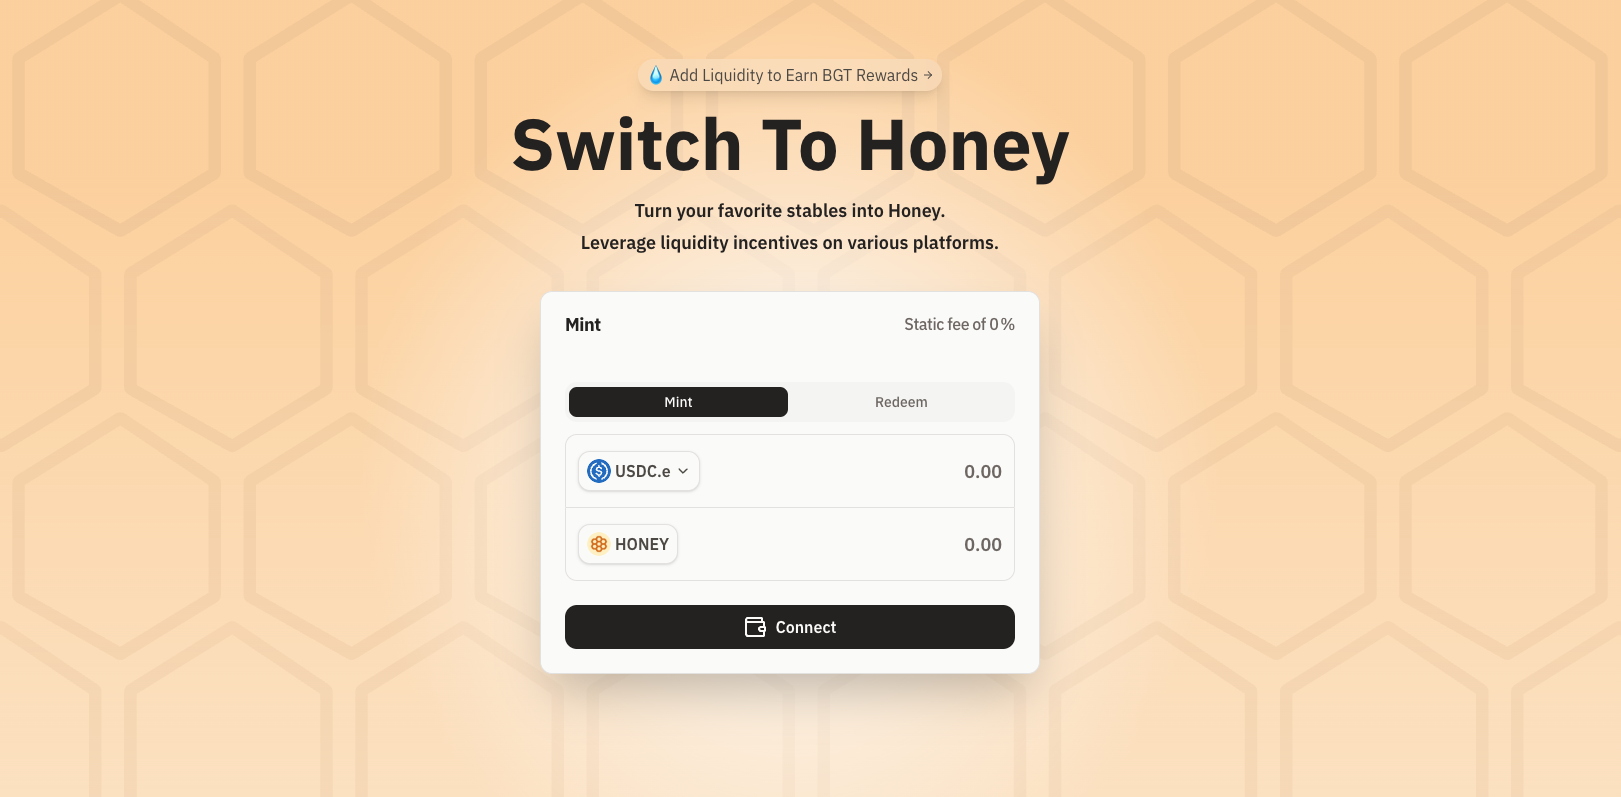 💧 Add Liquidity to Earn BGT Rewards →
Switch To Honey
Turn your favorite stables into Honey.
Leverage liquidity incentives on various platforms.
Mint Static fee of 0%
Mint Redeem
USDC.e 0.00
HONEY 0.00
Connect